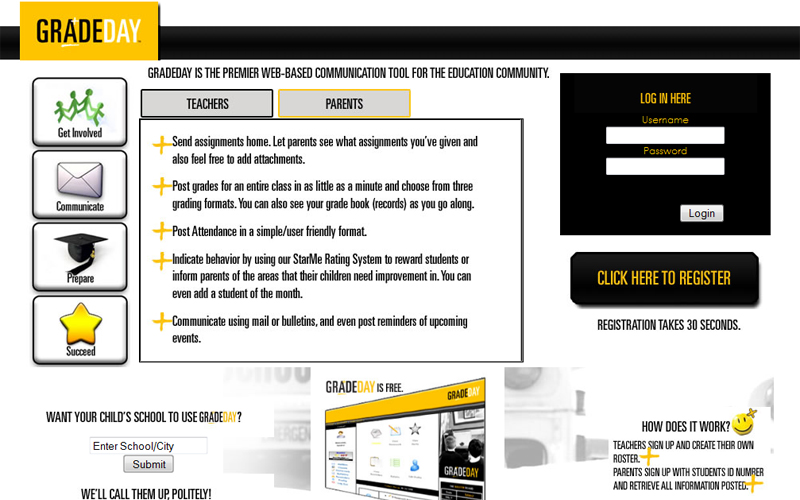 GRADEDAY
GRADEDAY IS THE PREMIER WEB-BASED COMMUNICATION TOOL FOR THE EDUCATION COMMUNITY.
Get Involved
Communicate
Prepare
Succeed
TEACHERS
PARENTS
Send assignments home. Let parents see what assignments you've given and
also feel free to add attachments.
Post grades for an entire class in as little as a minute and choose from three
grading formats. You can also see your grade book (records) as you go along.
Post Attendance in a simple/user friendly format.
Indicate behavior by using our StarMe Rating System to reward students or
inform parents of the areas that their children need improvement in. You can
even add a student of the month.
Communicate using mail or bulletins, and even post reminders of upcoming
events.
LOG IN HERE
Username
Password
Login
CLICK HERE TO REGISTER
REGISTRATION TAKES 30 SECONDS.
WANT YOUR CHILD'S SCHOOL TO USE GRADEDAY?
Enter School/City
Submit
WE'LL CALL THEM UP, POLITELY!
GRADEDAY IS FREE.
GRADEDAY
GRADEDAY
HOW DOES IT WORK?
TEACHERS SIGN UP AND CREATE THEIR OWN
ROSTER.
PARENTS SIGN UP WITH STUDENTS ID NUMBER
AND RETRIEVE ALL INFORMATION POSTED.